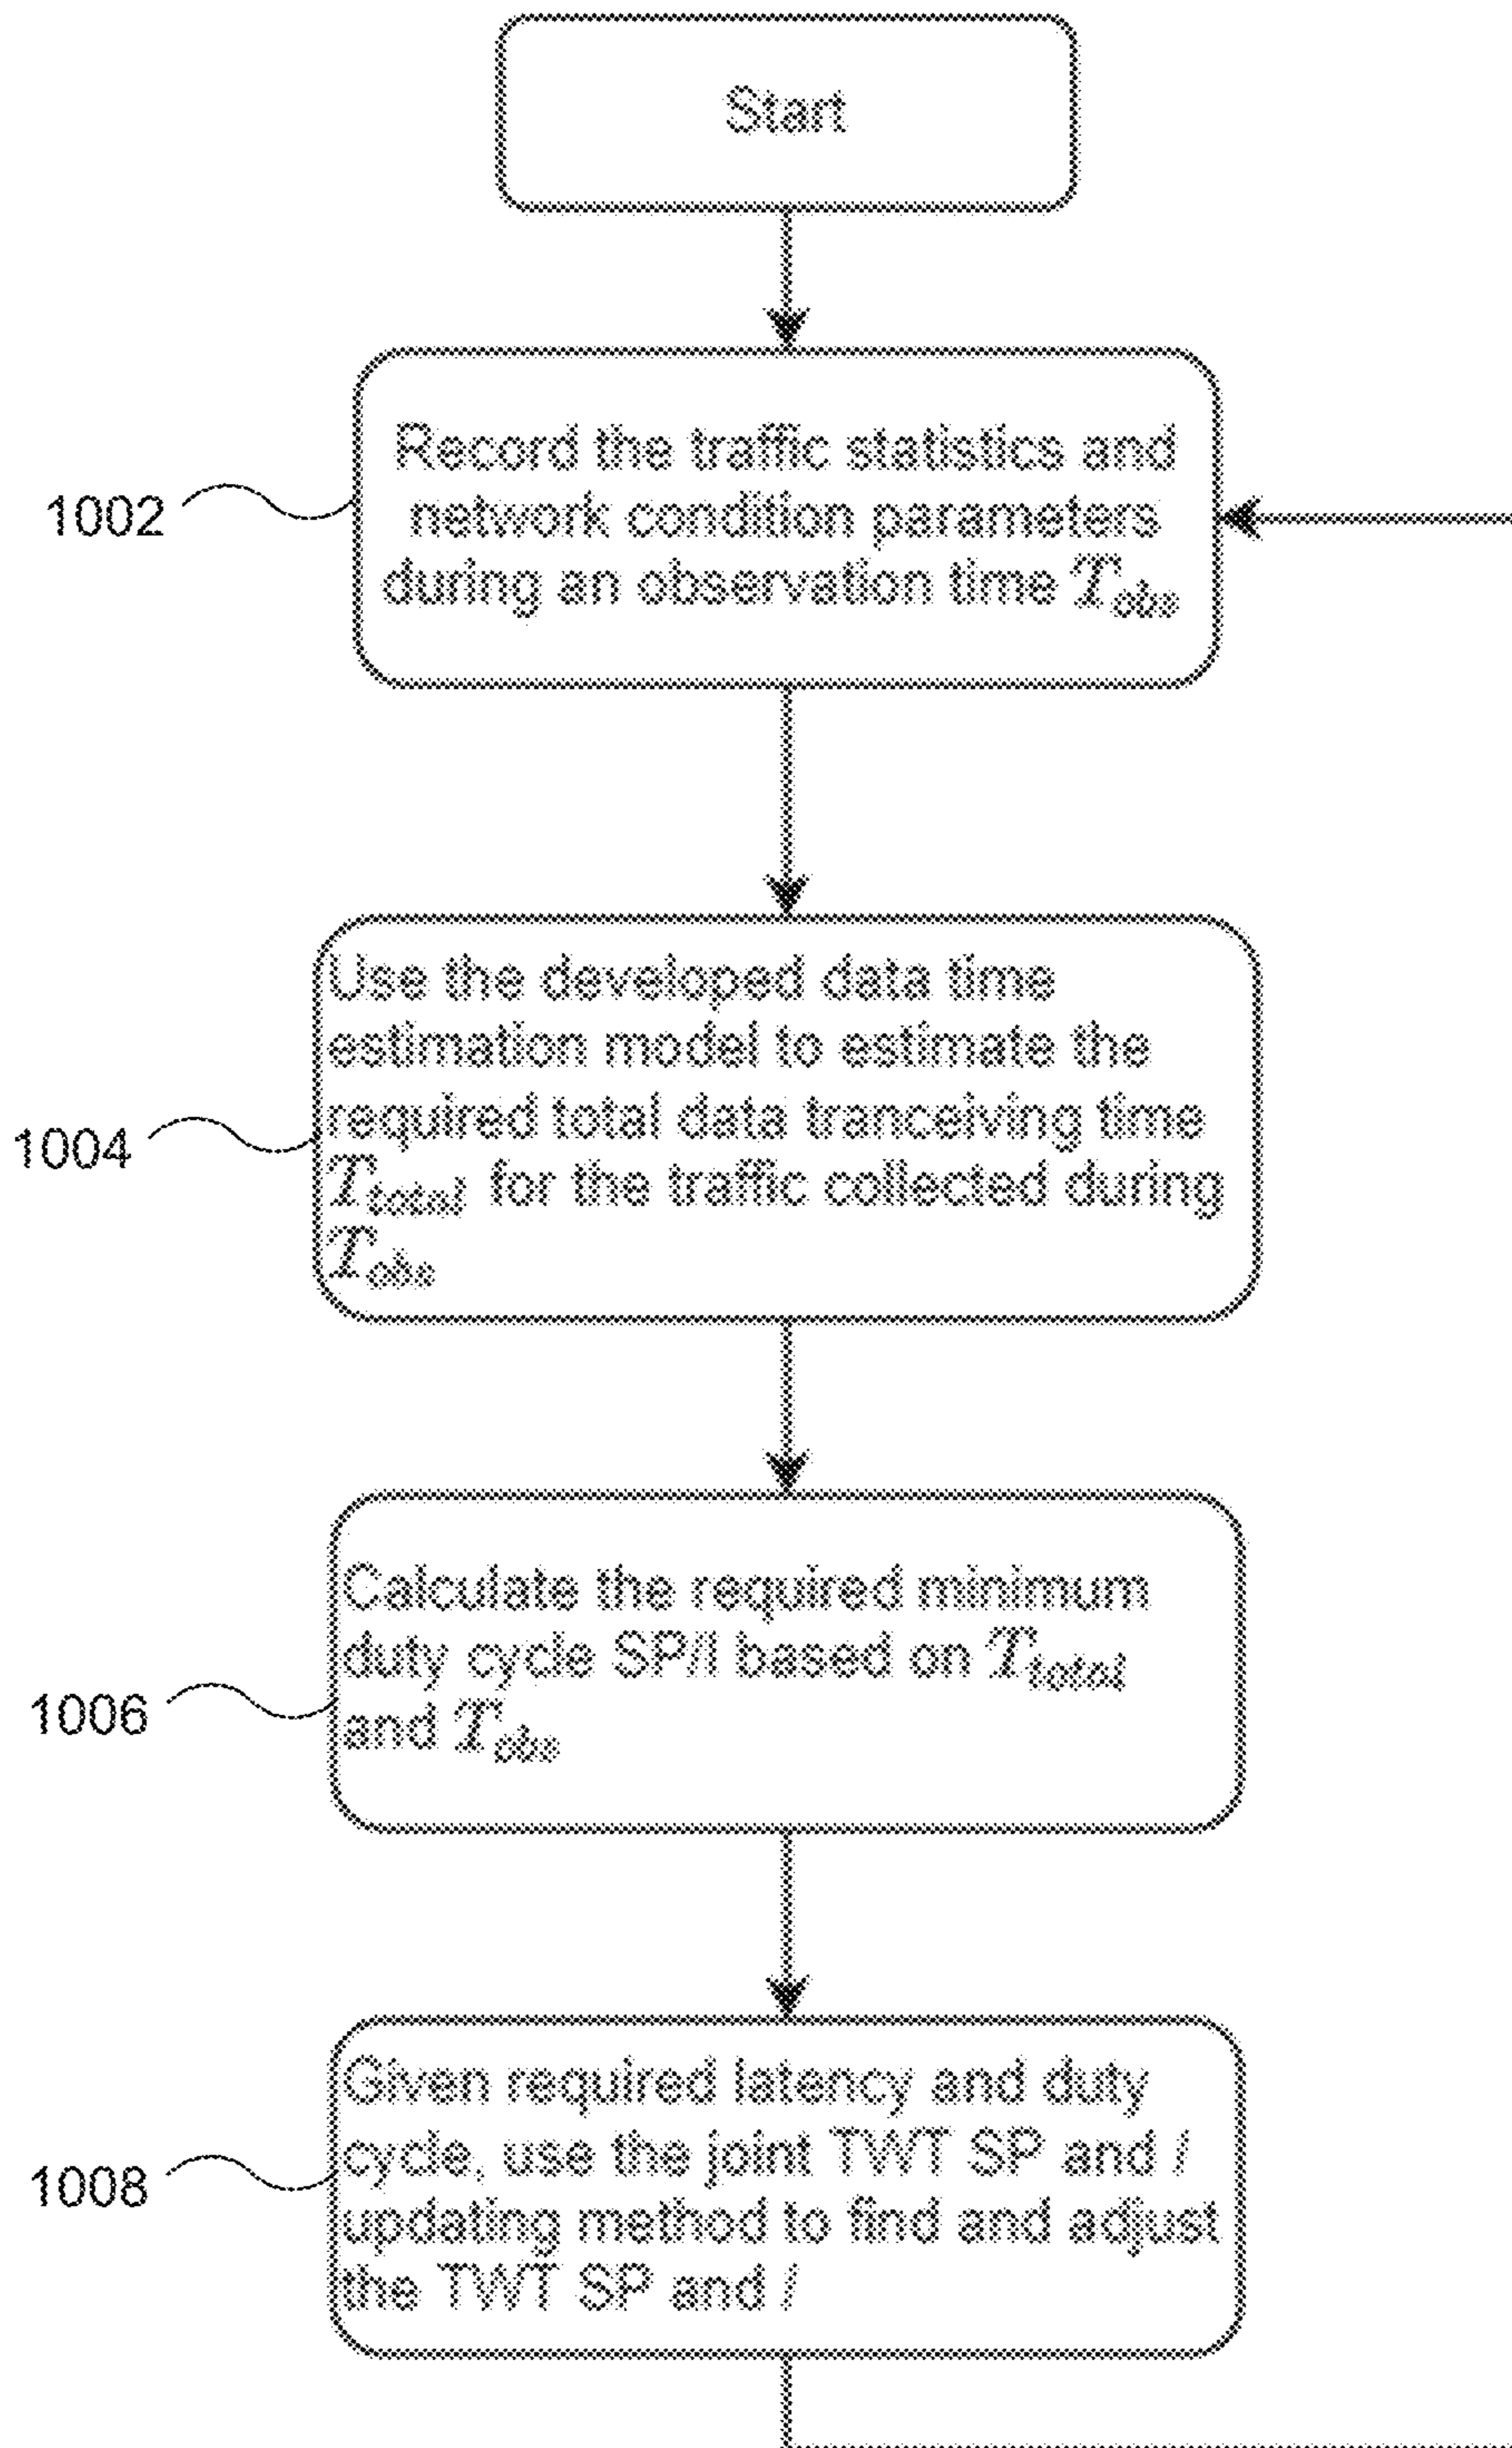 Start
1002
Record the traffic statistics and
network condition parameters
during an observation time T_obs
1004
Use the developed data time
estimation model to estimate the
required total data tranceiving time
T_total for the traffic collected during
T_obs
1006
Calculate the required minimum
duty cycle SP/I based on T_total
and T_obs
1008
Given required latency and duty
cycle, use the joint TWT SP and I
updating method to find and adjust
the TWT SP and I